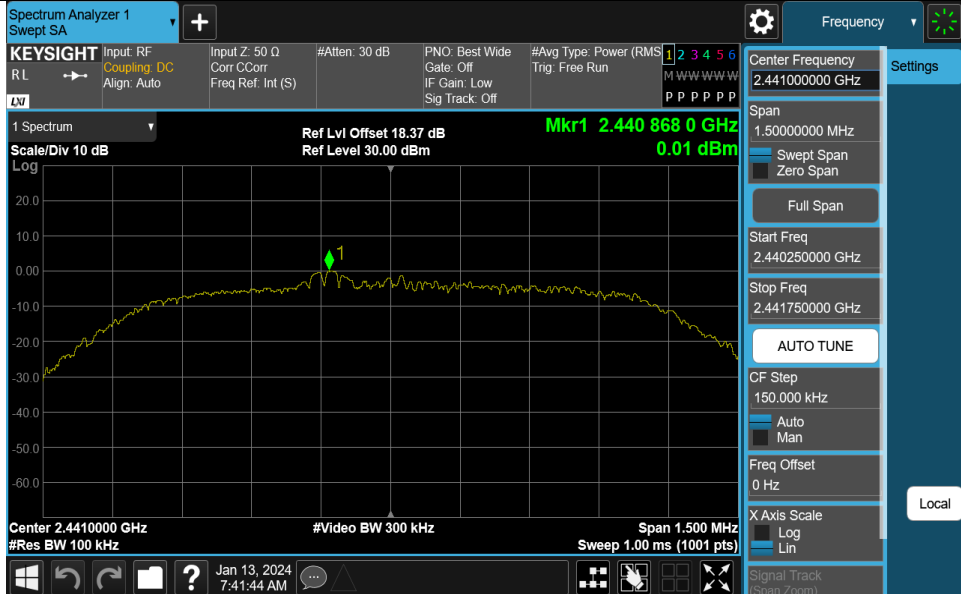 Spectrum Analyzer 1
Swept SA
+
Frequency
KEYSIGHT
R L
LXI
Input: RF
Coupling: DC
Align: Auto
Input Z: 50 Ω
Corr CCorr
Freq Ref: Int (S)
#Atten: 30 dB
PNO: Best Wide
Gate: Off
IF Gain: Low
Sig Track: Off
#Avg Type: Power (RMS
Trig: Free Run
1 2 3 4 5 6
M W W W W W
P P P P P P
Center Frequency
2.441000000 GHz
Settings
Span
1.50000000 MHz
Swept Span
Zero Span
Full Span
Start Freq
2.440250000 GHz
Stop Freq
2.441750000 GHz
AUTO TUNE
CF Step
150.000 kHz
Auto
Man
Freq Offset
0 Hz
X Axis Scale
Log
Lin
Signal Track
(Span Zoom)
Local
1 Spectrum
Scale/Div 10 dB
Log
Ref Lvl Offset 18.37 dB
Ref Level 30.00 dBm
Mkr1 2.440 868 0 GHz
0.01 dBm
20.0
10.0
0.00
1
-10.0
-20.0
-30.0
-40.0
-50.0
-60.0
Center 2.4410000 GHz
#Video BW 300 kHz
Span 1.500 MHz
#Res BW 100 kHz
Sweep 1.00 ms (1001 pts)
?
Jan 13, 2024
7:41:44 AM